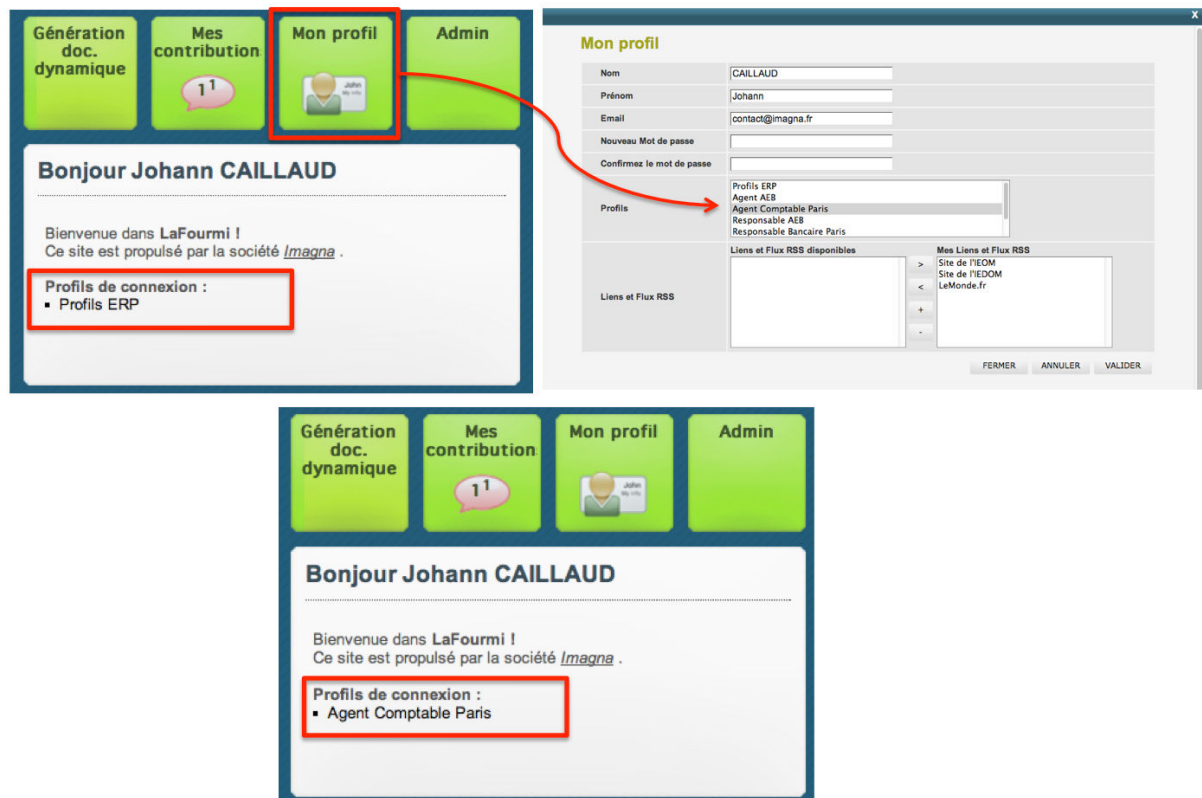 Génération
doc.
dynamique
Mes
contribution
1 1
Mon profil
John
My info
Admin
Bonjour Johann CAILLAUD
Bienvenue dans LaFourmi !
Ce site est propulsé par la société Imagna .
Profils de connexion :
▪ Profils ERP
X
Mon profil
Nom CAILLAUD
Prénom Johann
Email contact@imagna.fr
Nouveau Mot de passe
Confirmez le mot de passe
Profils
Profils ERP
Agent AEB
Agent Comptable Paris
Responsable AEB
Responsable Bancaire Paris
Liens et Flux RSS
Liens et Flux RSS disponibles
>
<
+
-
Mes Liens et Flux RSS
Site de l'IEOM
Site de l'IEDOM
LeMonde.fr
FERMER ANNULER VALIDER
Génération
doc.
dynamique
Mes
contribution
1 1
Mon profil
John
My info
Admin
Bonjour Johann CAILLAUD
Bienvenue dans LaFourmi !
Ce site est propulsé par la société Imagna .
Profils de connexion :
▪ Agent Comptable Paris